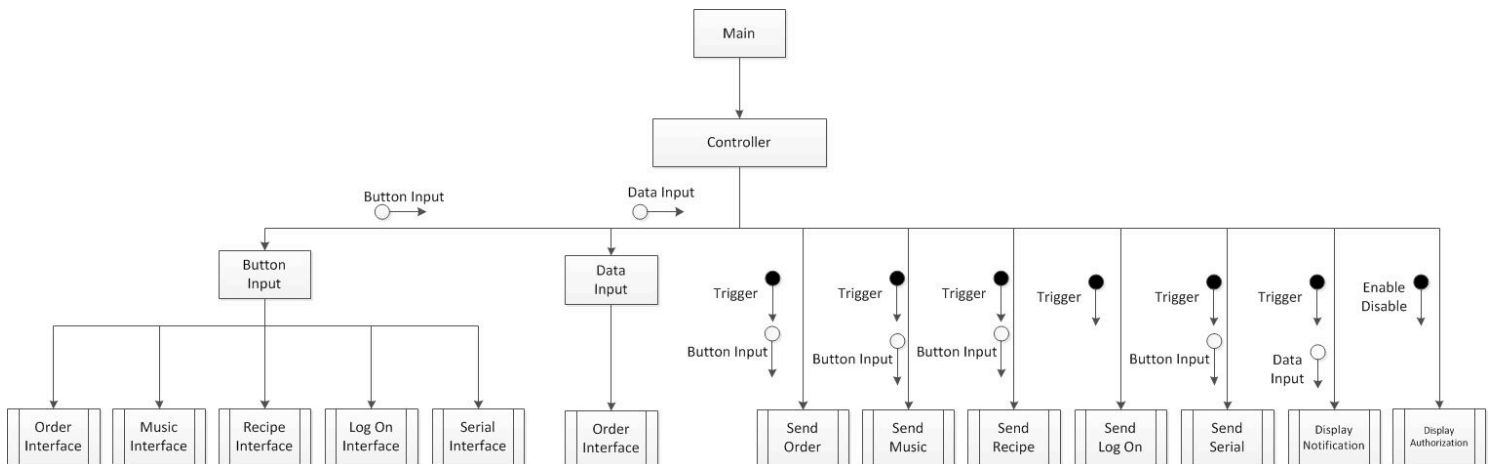 Main
Controller
Button Input
Data Input
Button
Input
Data
Input
Trigger
Button Input
Trigger
Button Input
Trigger
Button Input
Trigger
Trigger
Button Input
Trigger
Data
Input
Enable
Disable
Order
Interface
Music
Interface
Recipe
Interface
Log On
Interface
Serial
Interface
Order
Interface
Send
Order
Send
Music
Send
Recipe
Send
Log On
Send
Serial
Display
Notification
Display
Authorization